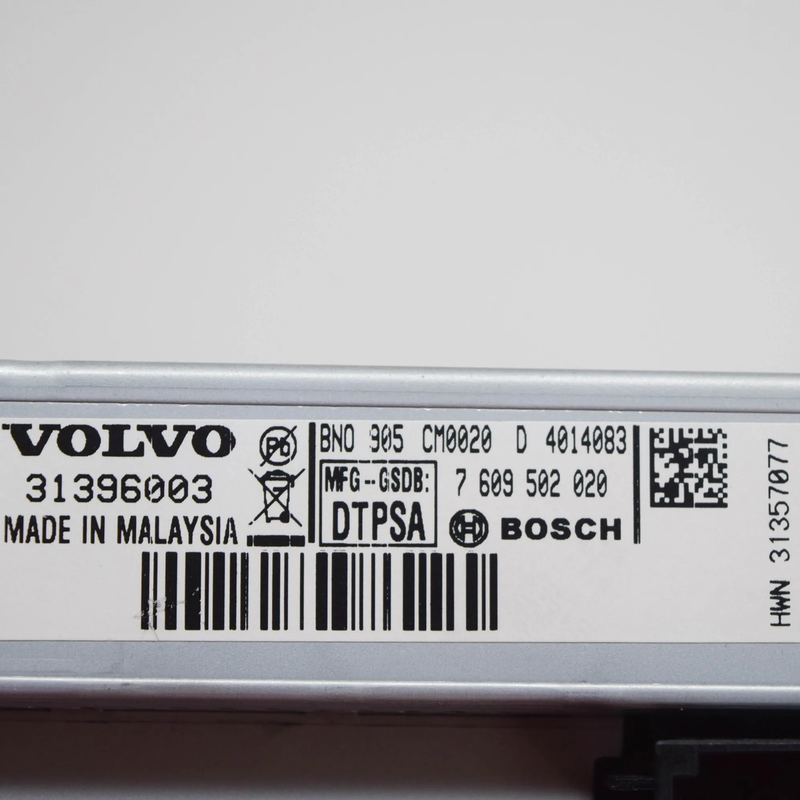 VOLVO
31396003
MADE IN MALAYSIA
Pb
BNO 905 CM0020 D 4014083
MFG--GSDB:
DTPSA
7 609 502 020
BOSCH
HWN 31357077